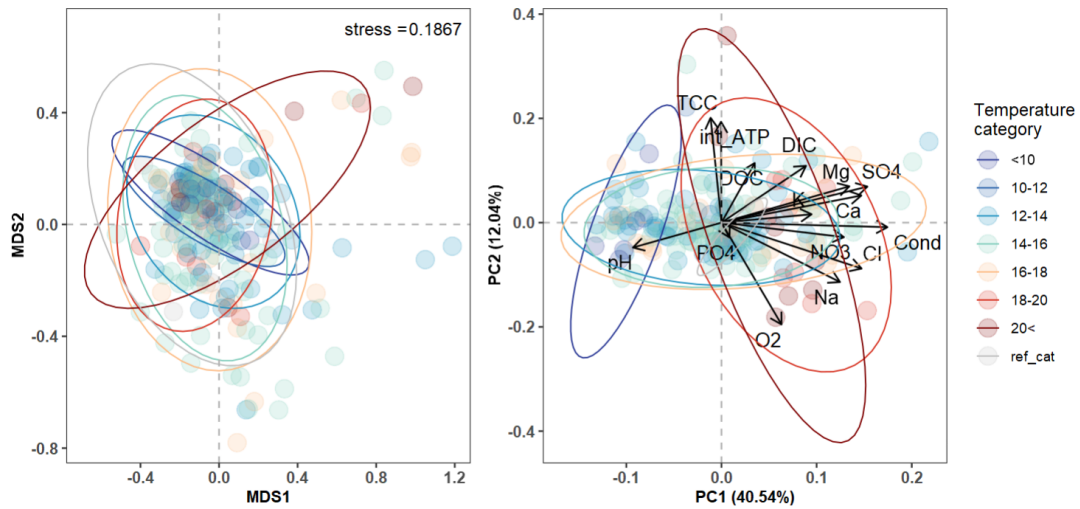 stress =0.1867
0.4
0.0
-0.4
-0.8
MDS2
-0.4
0.0
0.4
0.8
1.2
MDS1
0.4
0.2
0.0
-0.2
-0.4
PC2 (12.04%)
TCC
int_ATP
DIC
DOC
Mg
SO4
K
Ca
Cond
PO4
NO3
Cl
pH
Na
O2
-0.1
0.0
0.1
0.2
PC1 (40.54%)
Temperature
category
<10
10-12
12-14
14-16
16-18
18-20
20<
ref_cat